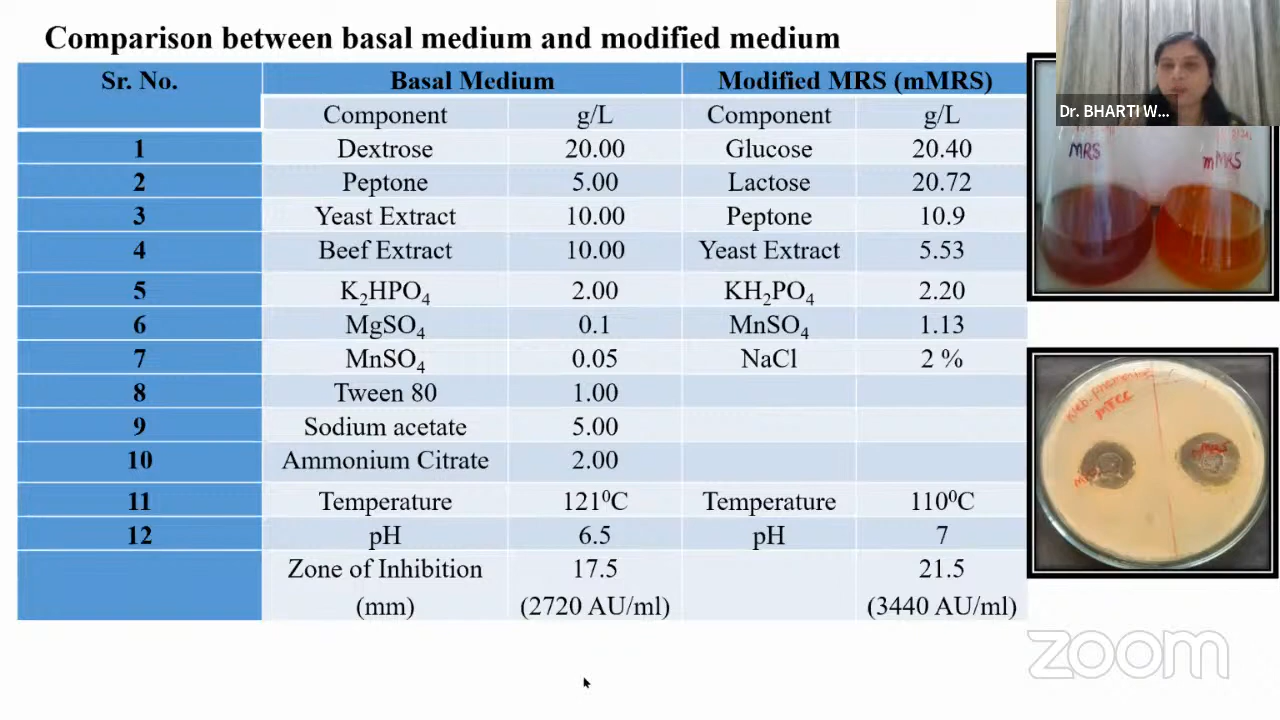 Comparison between basal medium and modified medium
Sr. No. Basal Medium Modified MRS (mMRS)
Component g/L Component g/L
1 Dextrose 20.00 Glucose 20.40
2 Peptone 5.00 Lactose 20.72
3 Yeast Extract 10.00 Peptone 10.9
4 Beef Extract 10.00 Yeast Extract 5.53
5 K₂HPO₄ 2.00 KH₂PO₄ 2.20
6 MgSO₄ 0.1 MnSO₄ 1.13
7 MnSO₄ 0.05 NaCl 2 %
8 Tween 80 1.00
9 Sodium acetate 5.00
10 Ammonium Citrate 2.00
11 Temperature 121⁰C Temperature 110⁰C
12 pH 6.5 pH 7
Zone of Inhibition 17.5 21.5
(mm) (2720 AU/ml) (3440 AU/ml)
Dr. BHARTI W...
MRS mMRS
MTCC
mMRS
zoom